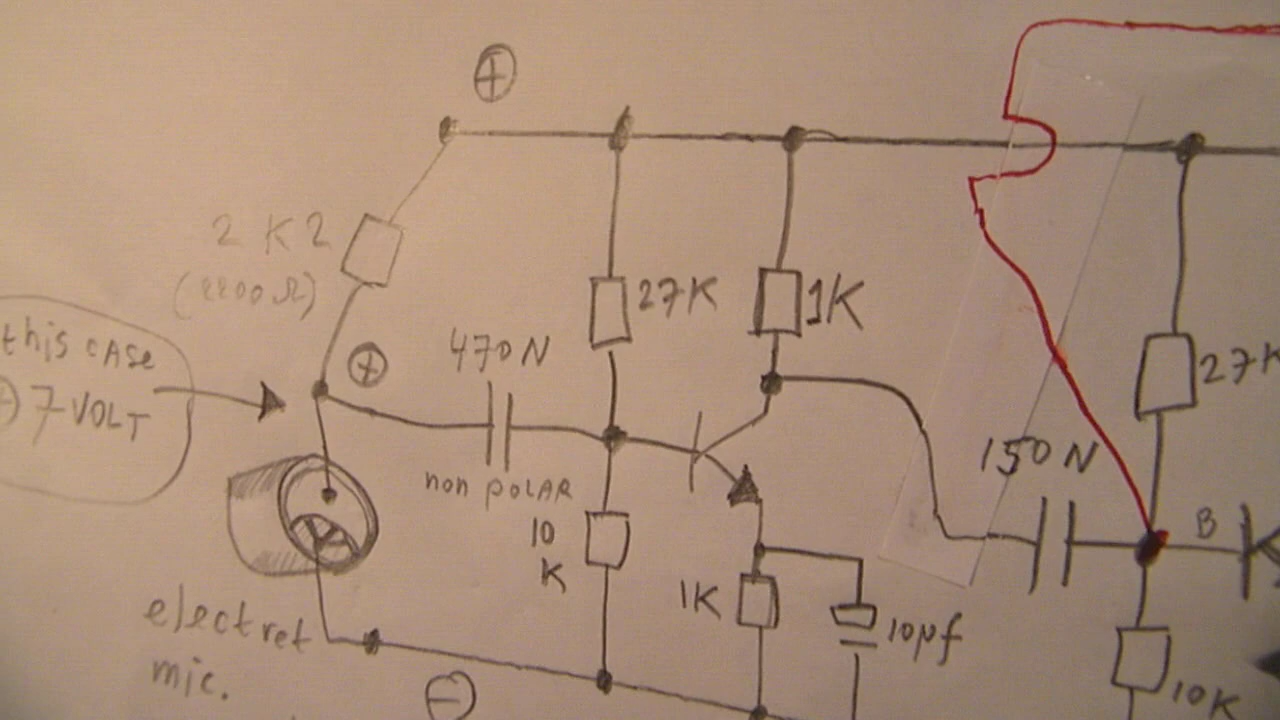 +
2 K 2
(2200 Ω)
this case
+ 7 VOLT
+
470 N
non polar
27K
1K
10
K
1K
10µf
150 N
27K
B
10K
electret
mic.
−